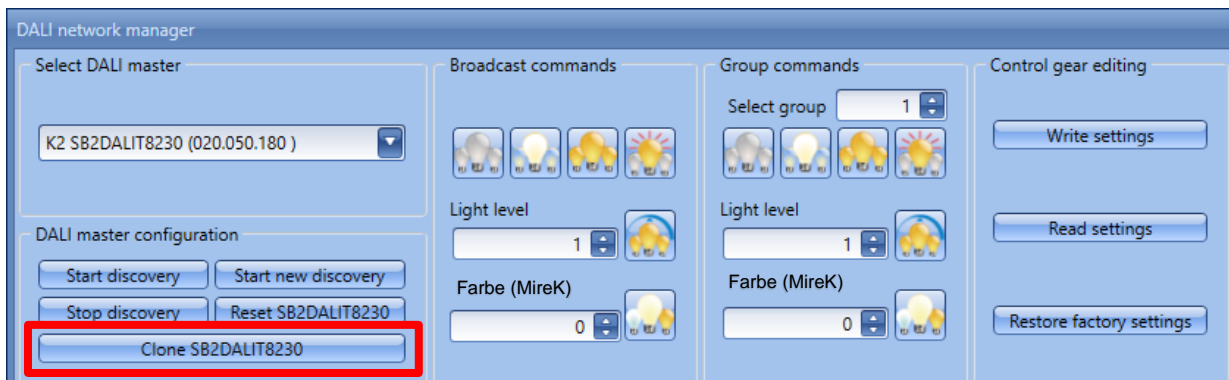 DALI network manager
Select DALI master
K2 SB2DALIT8230 (020.050.180 )
DALI master configuration
Start discovery
Start new discovery
Stop discovery
Reset SB2DALIT8230
Clone SB2DALIT8230
Broadcast commands
Light level
1
Farbe (MireK)
0
Group commands
Select group
1
Light level
1
Farbe (MireK)
0
Control gear editing
Write settings
Read settings
Restore factory settings